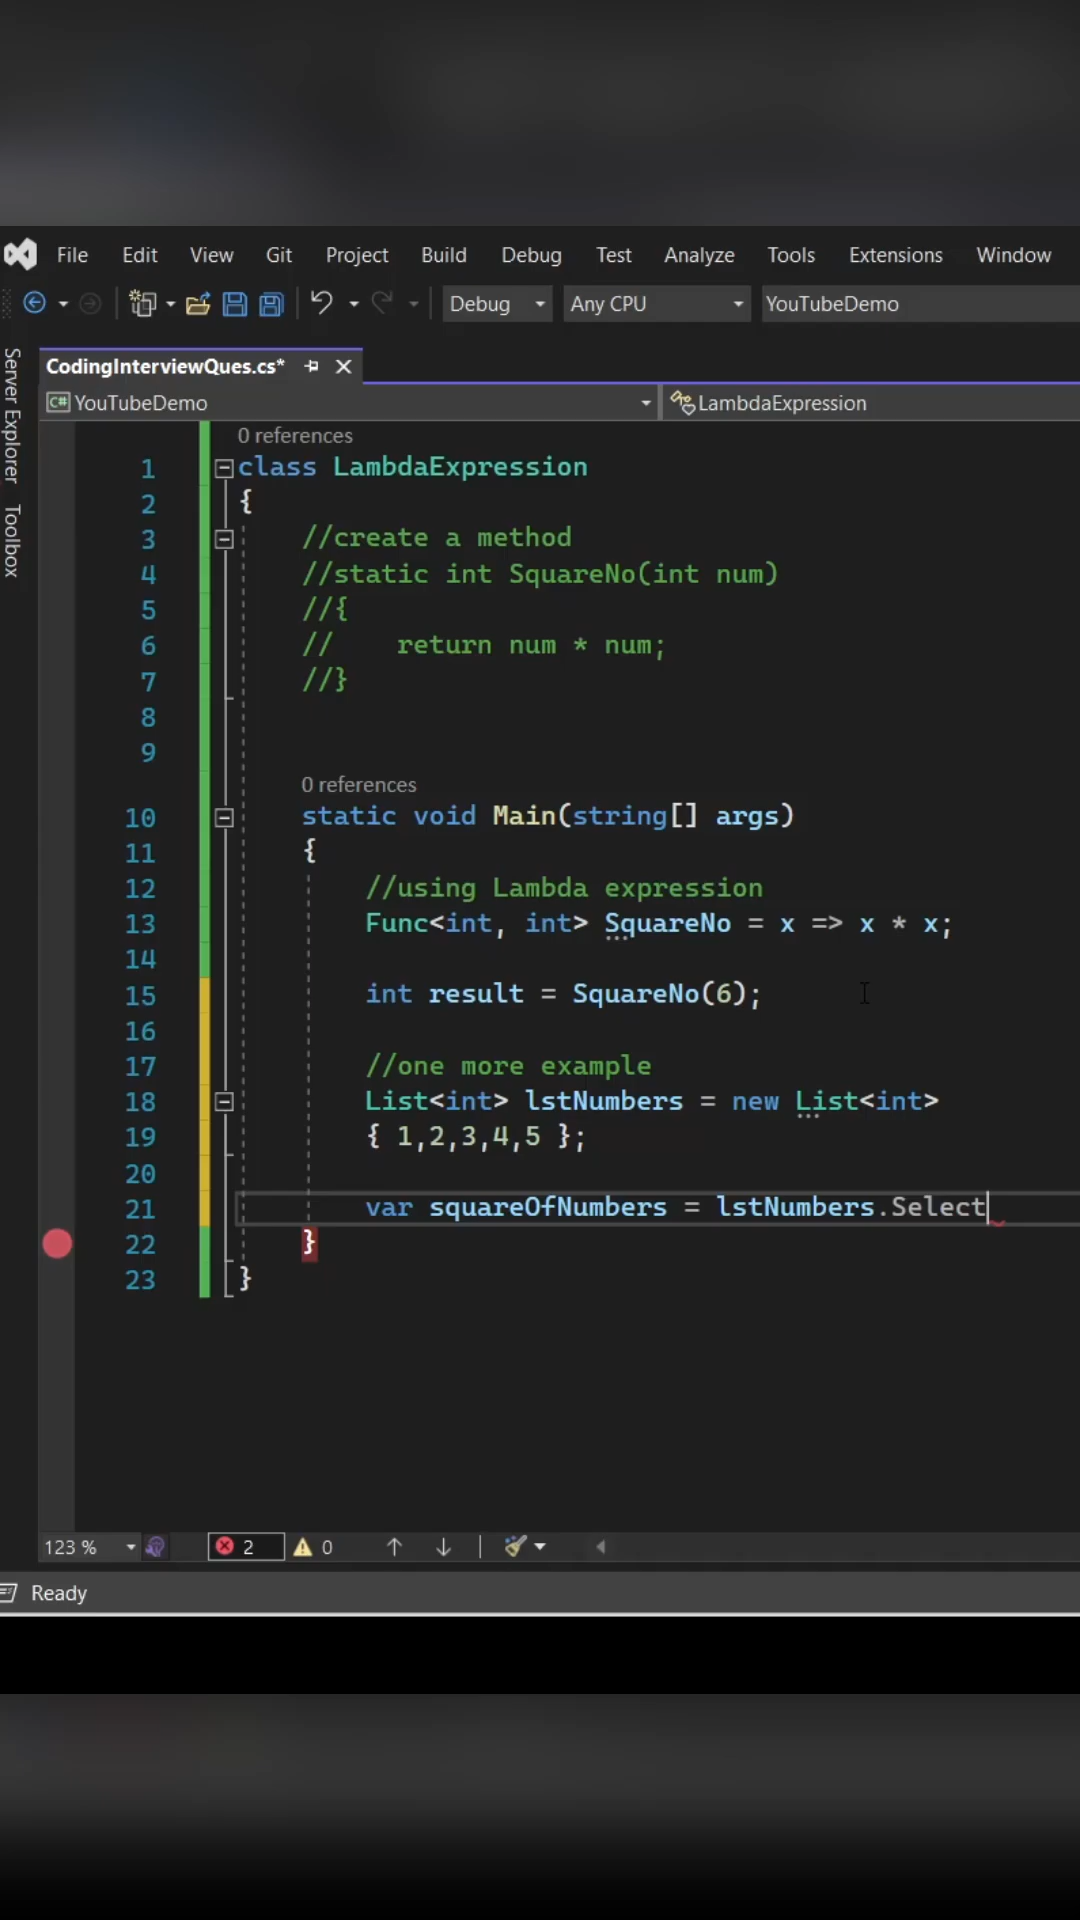 File Edit View Git Project Build Debug Test Analyze Tools Extensions Window
Debug Any CPU YouTubeDemo
Server Explorer
Toolbox
CodingInterviewQues.cs*
C# YouTubeDemo LambdaExpression
0 references
1 class LambdaExpression
2 {
3 //create a method
4 //static int SquareNo(int num)
5 //{
6 // return num * num;
7 //}
8
9
0 references
10 static void Main(string[] args)
11 {
12 //using Lambda expression
13 Func<int, int> SquareNo = x => x * x;
14
15 int result = SquareNo(6);
16
17 //one more example
18 List<int> lstNumbers = new List<int>
19 { 1,2,3,4,5 };
20
21 var squareOfNumbers = lstNumbers.Select
22 }
23 }
123 % 2 0
Ready